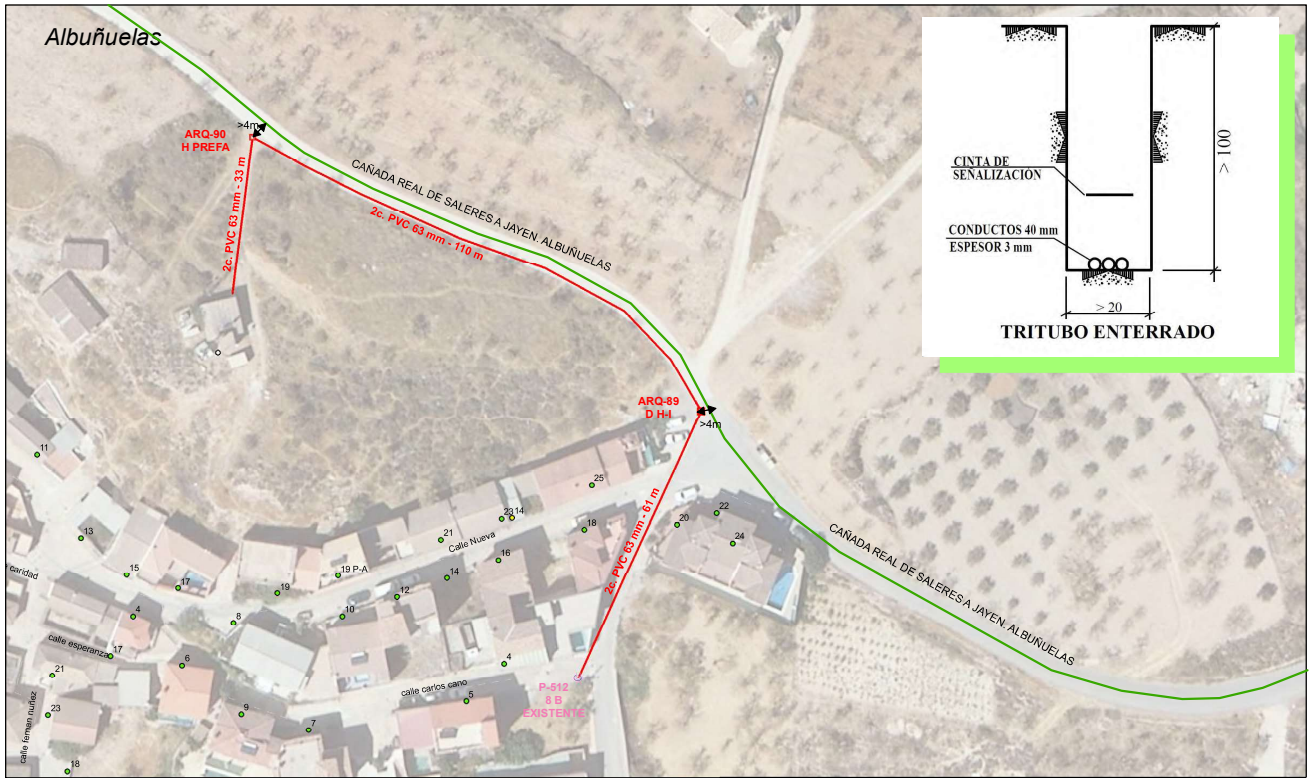 Albuñuelas
>4m
ARQ-90
H PREFA
2c. PVC 63 mm - 33 m
CAÑADA REAL DE SALERES A JAYEN. ALBUÑUELAS
2c. PVC 63 mm - 110 m
CINTA DE
SEÑALIZACIÓN
CONDUCTOS 40 mm
ESPESOR 3 mm
> 100
> 20
TRITUBO ENTERRADO
ARQ-89
D H-I
>4m
2c. PVC 63 mm - 61 m
CAÑADA REAL DE SALERES A JAYEN. ALBUÑUELAS
11
13
caridad
15
17
4
8
19
19 P-A
21
23
14
25
Calle Nueva
18
16
14
12
10
20
22
24
calle esperanza
17
6
21
23
calle fernan nuñez
18
9
7
calle carlos cano
4
5
P-512
8 B
EXISTENTE